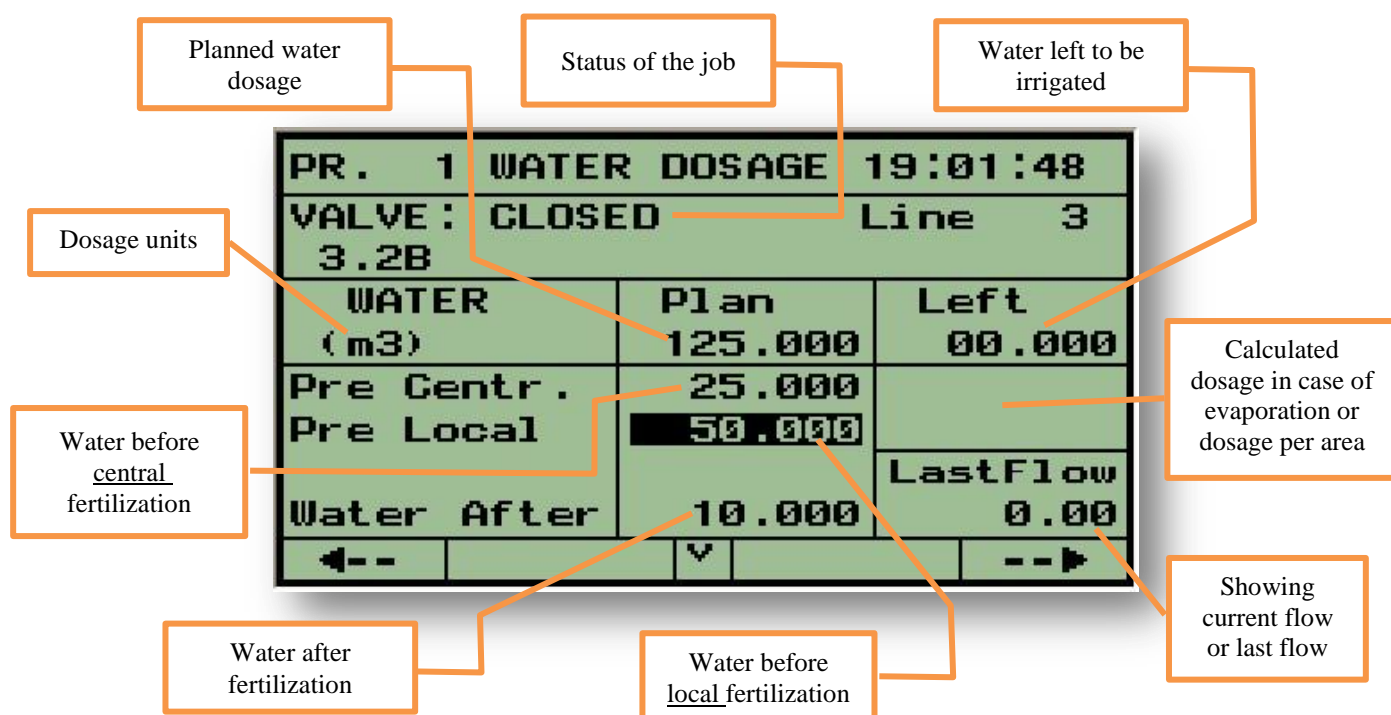 Planned water
dosage
Status of the job
Water left to be
irrigated
PR. 1 WATER DOSAGE 19:01:48
VALVE: CLOSED Line 3
3.2B
Dosage units
WATER Plan Left
(m3) 125.000 00.000
Pre Centr. 25.000
Pre Local 50.000
LastFlow
Water After 10.000 0.00
◄-- v --►
Calculated
dosage in case of
evaporation or
dosage per area
Water before
central
fertilization
Water after
fertilization
Water before
local fertilization
Showing
current flow
or last flow